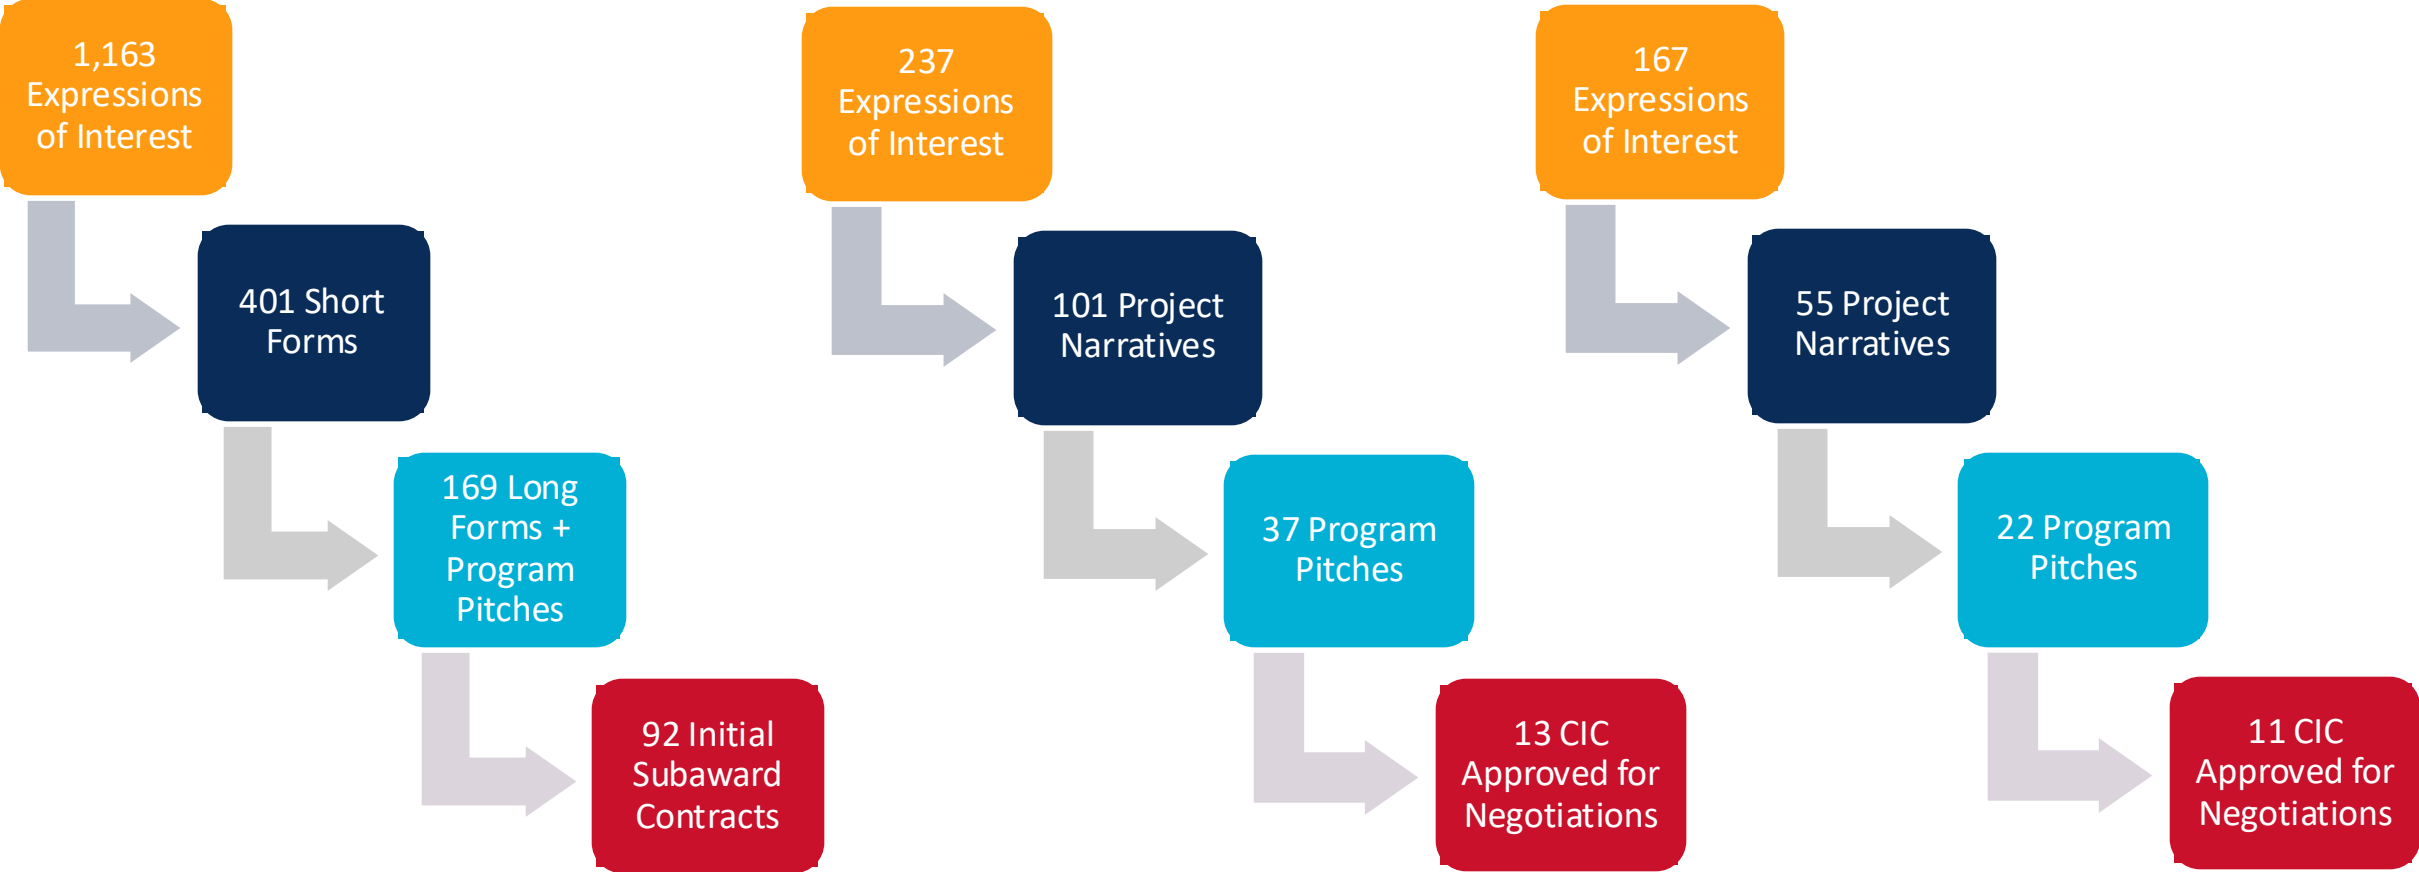 1,163
Expressions
of Interest
401 Short
Forms
169 Long
Forms +
Program
Pitches
92 Initial
Subaward
Contracts
237
Expressions
of Interest
101 Project
Narratives
37 Program
Pitches
13 CIC
Approved for
Negotiations
167
Expressions
of Interest
55 Project
Narratives
22 Program
Pitches
11 CIC
Approved for
Negotiations